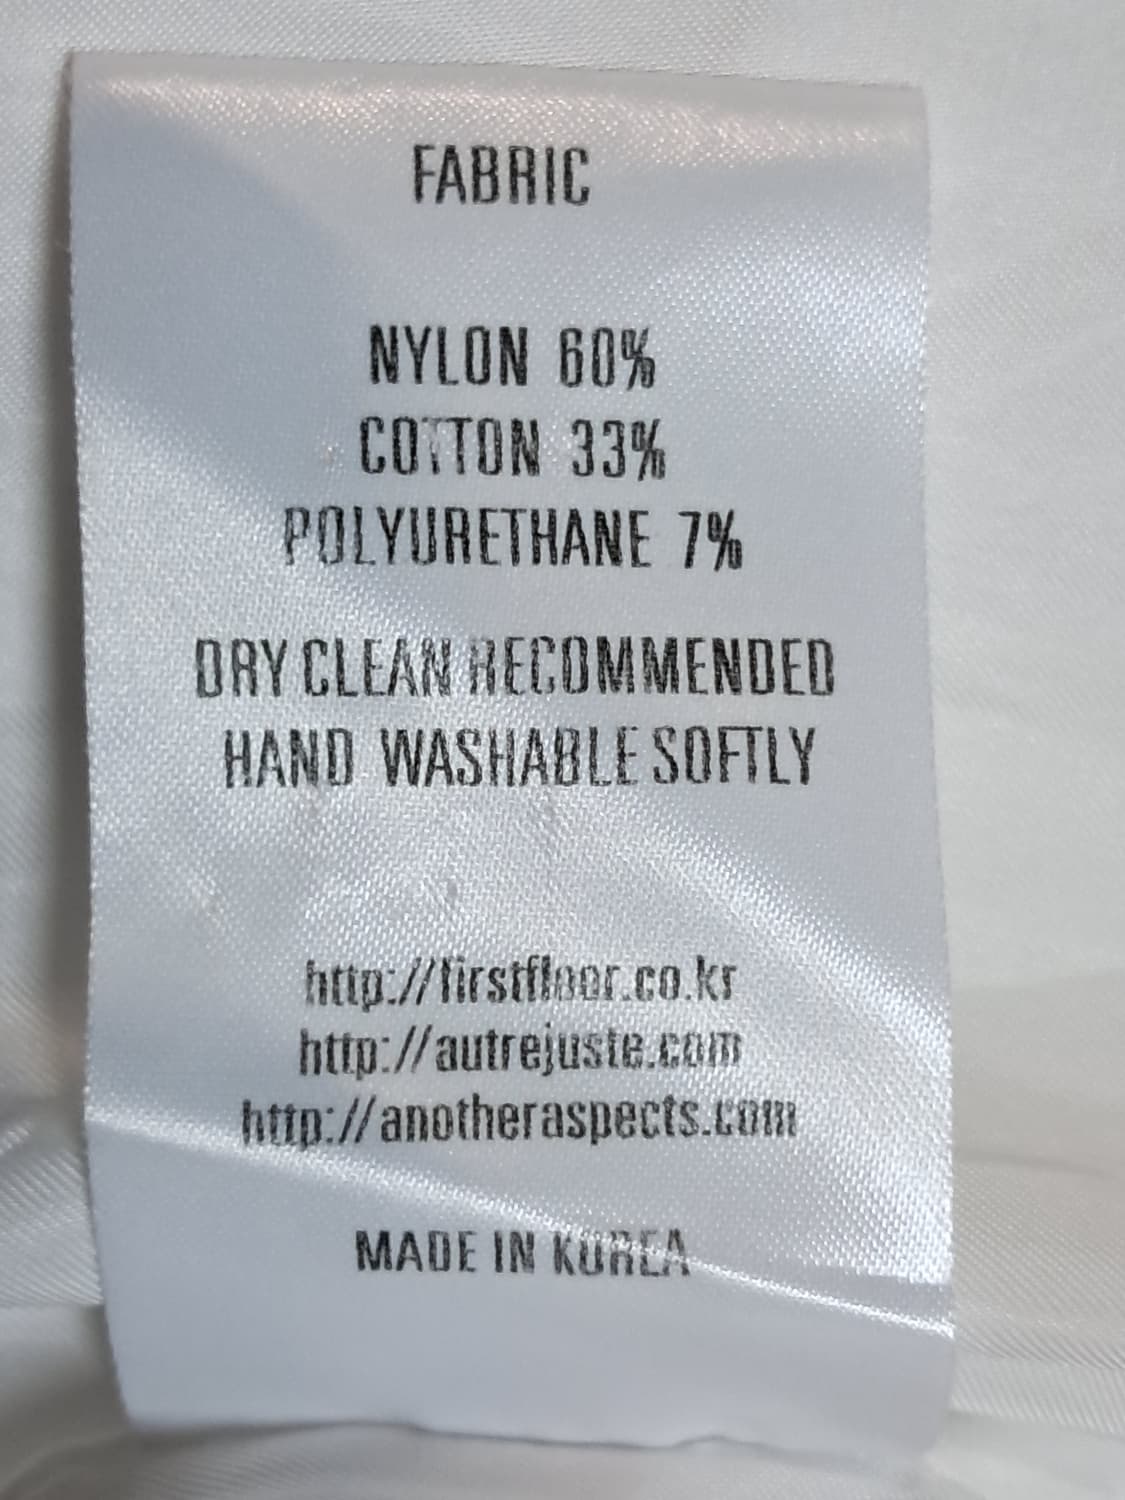 FABRIC
NYLON 60%
COTTON 33%
POLYURETHANE 7%
DRY CLEAN RECOMMENDED
HAND WASHABLE SOFTLY
http://firstfloor.co.kr
http://autrejuste.com
http://anotheraspects.com
MADE IN KOREA